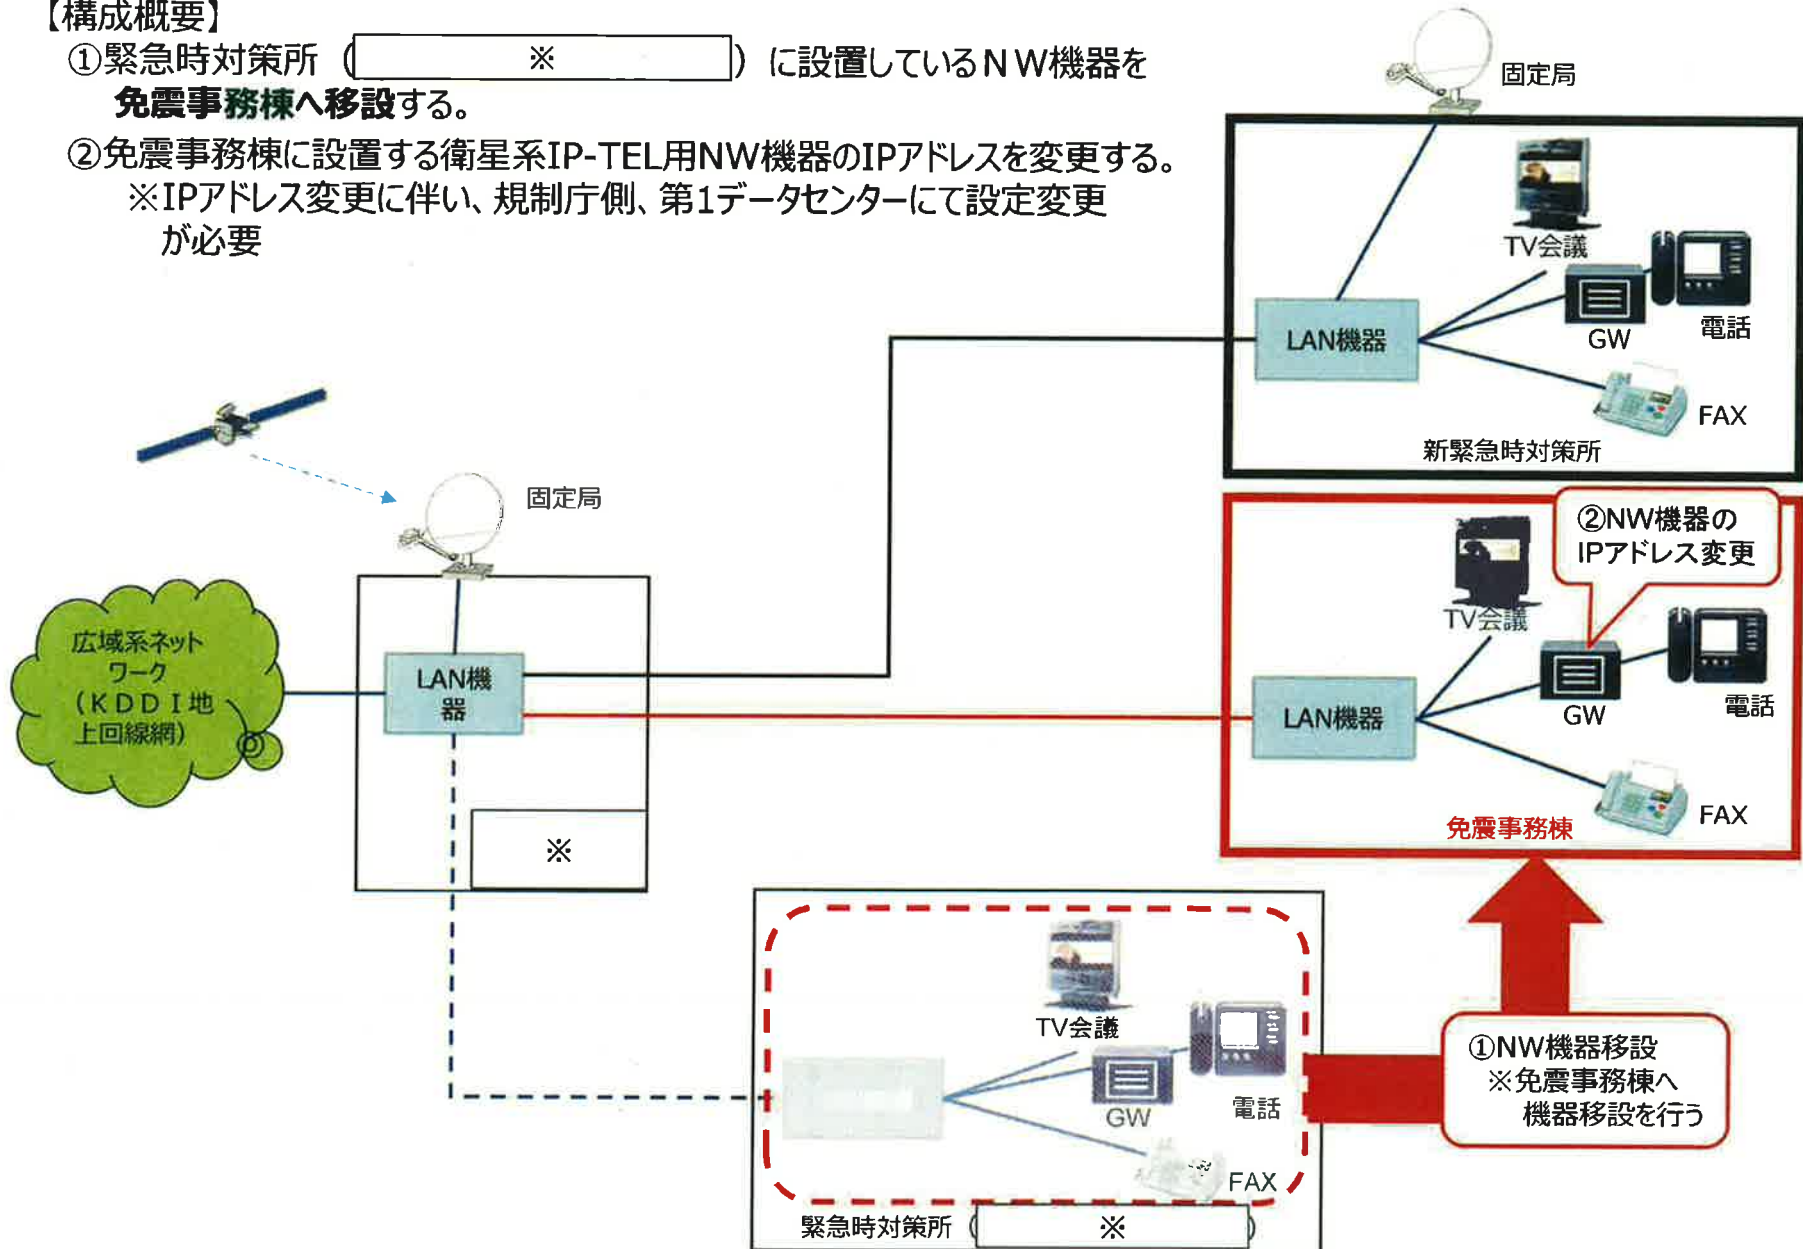 【構成概要】
①緊急時対策所（ ※ ）に設置しているＮＷ機器を
免震事務棟へ移設する。
②免震事務棟に設置する衛星系IP-TEL用NW機器のIPアドレスを変更する。
※IPアドレス変更に伴い、規制庁側、第1データセンターにて設定変更
が必要
固定局
TV会議
LAN機器
GW
電話
FAX
新緊急時対策所
固定局
②NW機器の
IPアドレス変更
TV会議
広域系ネット
ワーク
（ＫＤＤＩ地
上回線網）
LAN機
器
LAN機器
GW
電話
FAX
免震事務棟
※
TV会議
①NW機器移設
※免震事務棟へ
機器移設を行う
GW
電話
FAX
緊急時対策所（ ※ ）